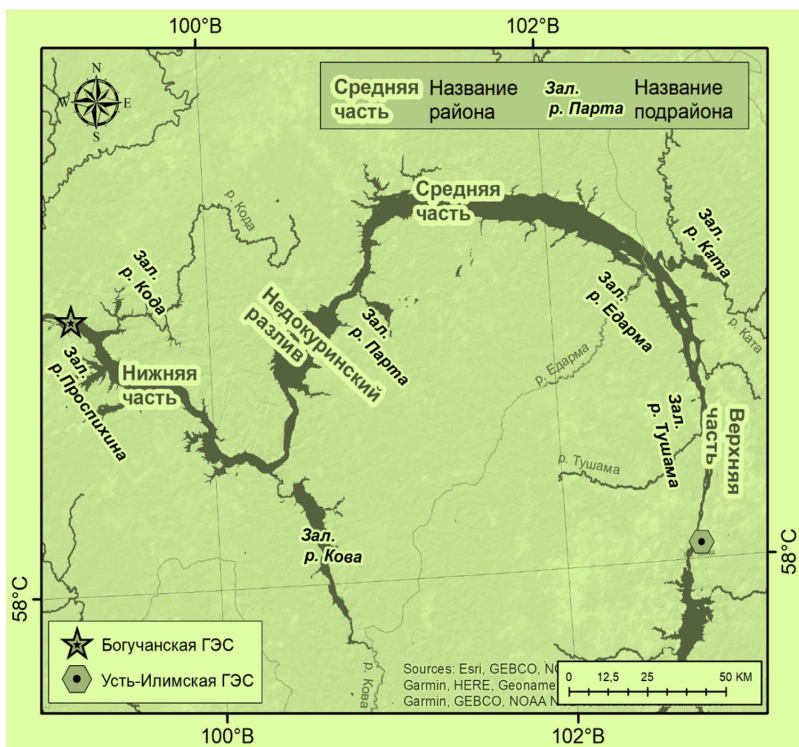 100°В
102°В
N
W
E
S
Средняя
часть
Название
района
Зал.
р. Парта
Название
подрайона
Средняя
часть
р. Кода
Зал.
р. Ката
Зал.
р. Кода
Недокуринский
разлив
Зал.
р. Едарма
Зал.
р. Парта
р. Ката
р. Едарма
Зал.
р.Проспихина
Нижняя
часть
Зал.
р. Тушама
Верхняя
часть
р. Тушама
Зал.
р. Кова
58°С
58°С
Богучанская ГЭС
Усть-Илимская ГЭС
р. Кова
Sources: Esri, GEBCO,
Garmin, HERE,
Garmin, GEBCO, NOAA
0 12,5 25 50 КМ
100°В
102°В